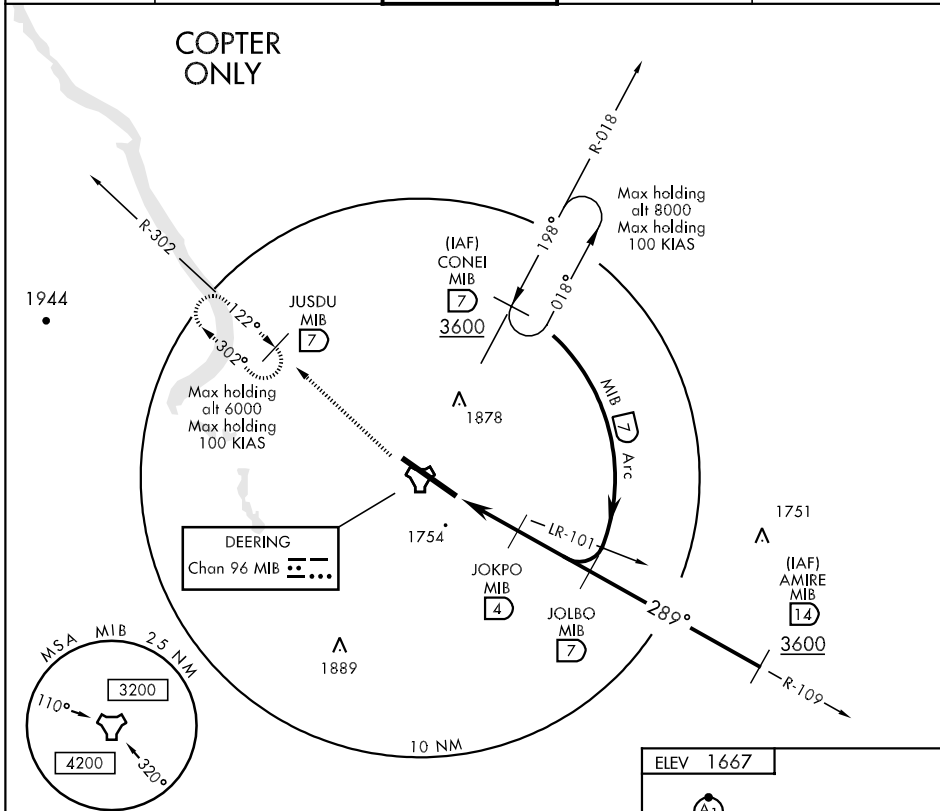 COPTER
ONLY
R-018
R-302
198°
018°
Max holding
alt 8000
Max holding
100 KIAS
(IAF)
CONEI
MIB
7
3600
1944
JUSDU
MIB
7
122°
302°
Max holding
alt 6000
Max holding
100 KIAS
1878
MIB 7 Arc
DEERING
Chan 96 MIB
1754
LR-101
JOKPO
MIB
4
JOLBO
MIB
7
289°
1751
(IAF)
AMIRE
MIB
14
3600
R-109
1889
MSA MIB 25 NM
3200
110°
4200
320°
10 NM
ELEV 1667